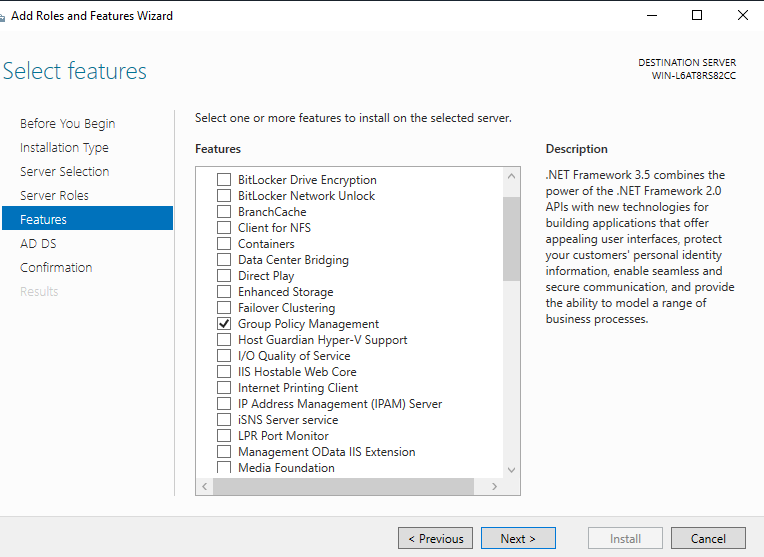 Add Roles and Features Wizard
Select features
DESTINATION SERVER
WIN-L6AT8RS82CC
Before You Begin
Installation Type
Server Selection
Server Roles
Features
AD DS
Confirmation
Results
Select one or more features to install on the selected server.
Features
BitLocker Drive Encryption
BitLocker Network Unlock
BranchCache
Client for NFS
Containers
Data Center Bridging
Direct Play
Enhanced Storage
Failover Clustering
Group Policy Management
Host Guardian Hyper-V Support
I/O Quality of Service
IIS Hostable Web Core
Internet Printing Client
IP Address Management (IPAM) Server
iSNS Server service
LPR Port Monitor
Management OData IIS Extension
Media Foundation
Description
.NET Framework 3.5 combines the
power of the .NET Framework 2.0
APIs with new technologies for
building applications that offer
appealing user interfaces, protect
your customers' personal identity
information, enable seamless and
secure communication, and provide
the ability to model a range of
business processes.
< Previous
Next >
Install
Cancel